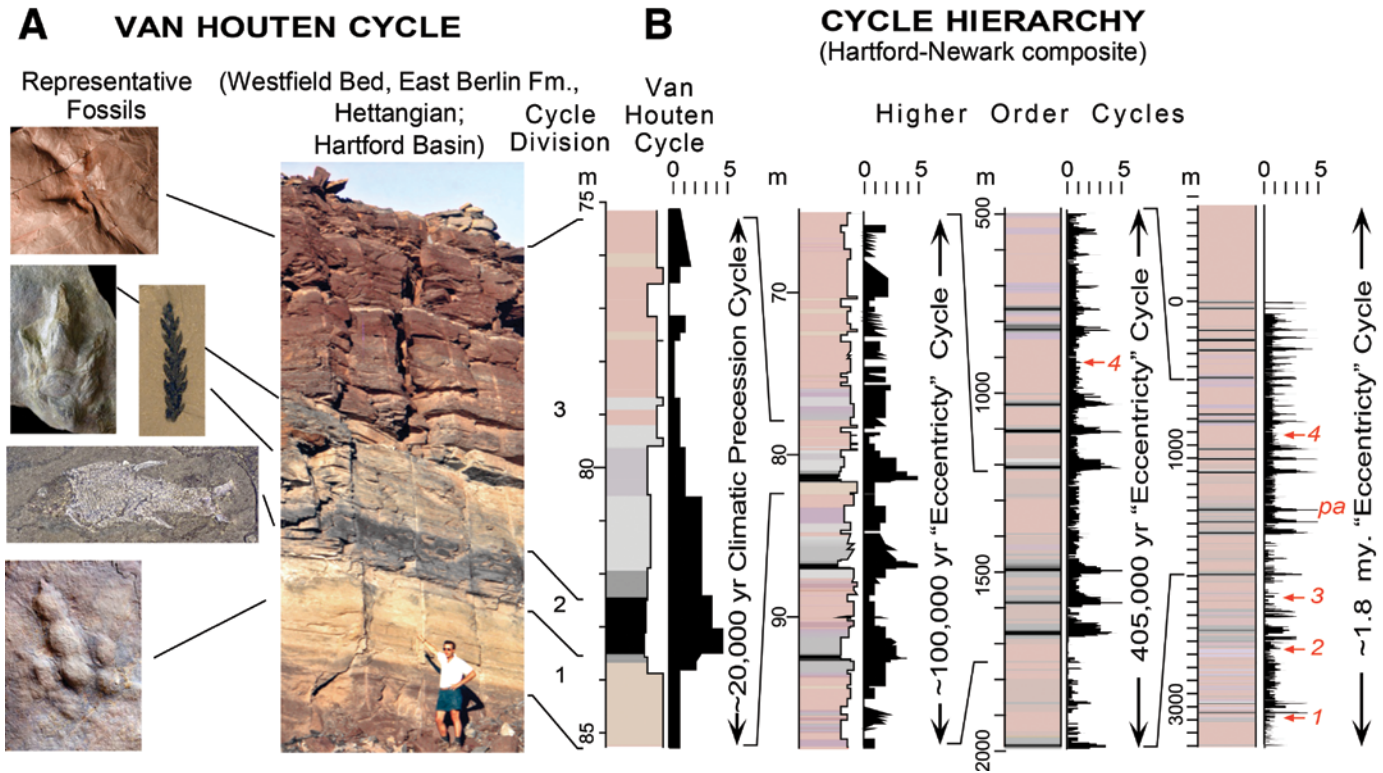 A VAN HOUTEN CYCLE
Representative
Fossils
(Westfield Bed, East Berlin Fm.,
Hettangian;
Hartford Basin)
Cycle
Division
m
75
80
85
3
2
1
B CYCLE HIERARCHY
(Hartford-Newark composite)
Van
Houten
Cycle
0 5
~20,000 yr Climatic Precession Cycle
Higher Order Cycles
m
70
80
90
0 5
~100,000 yr “Eccentricty” Cycle
m
500
1000
1500
2000
0 5
4
405,000 yr “Eccentricty” Cycle
m
0
1000
3000
0 5
4
pa
3
2
1
~1.8 my. “Eccentricty” Cycle